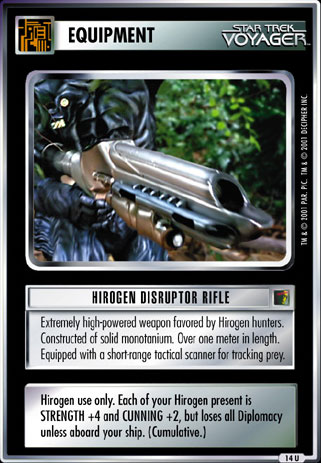 EQUIPMENT
STAR TREK
VOYAGER™
TM & © 2001 PAR. P.C. TM & © 2001 DECIPHER INC.
HIROGEN DISRUPTOR RIFLE
Extremely high-powered weapon favored by Hirogen hunters.
Constructed of solid monotanium. Over one meter in length.
Equipped with a short-range tactical scanner for tracking prey.
Hirogen use only. Each of your Hirogen present is
STRENGTH +4 and CUNNING +2, but loses all Diplomacy
unless aboard your ship. (Cumulative.)
14 U